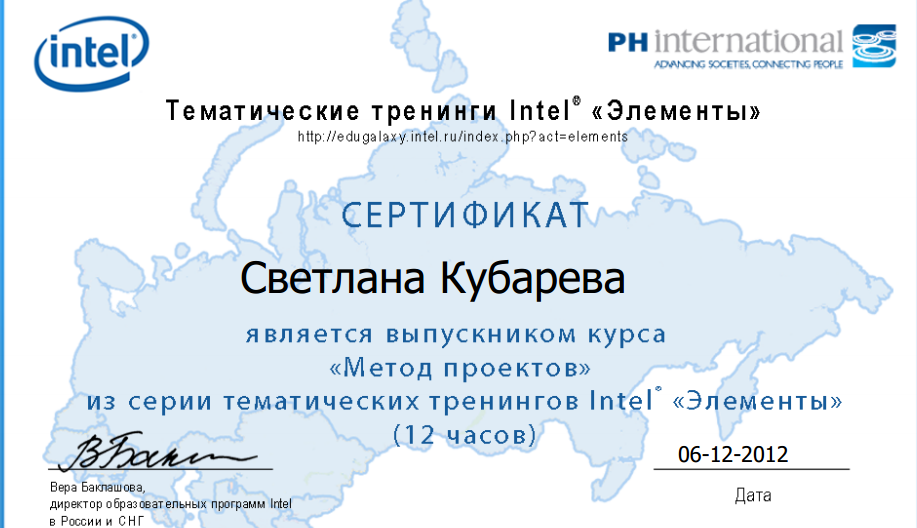 intel
PH international
ADVANCING SOCIETIES, CONNECTING PEOPLE
Тематические тренинги Intel® «Элементы»
http://edugalaxy.intel.ru/index.php?act=elements
СЕРТИФИКАТ
Светлана Кубарева
является выпускником курса
«Метод проектов»
из серии тематических тренингов Intel® «Элементы»
(12 часов)
06-12-2012
Вера Баклашова,
директор образовательных программ Intel
в России и СНГ
Дата